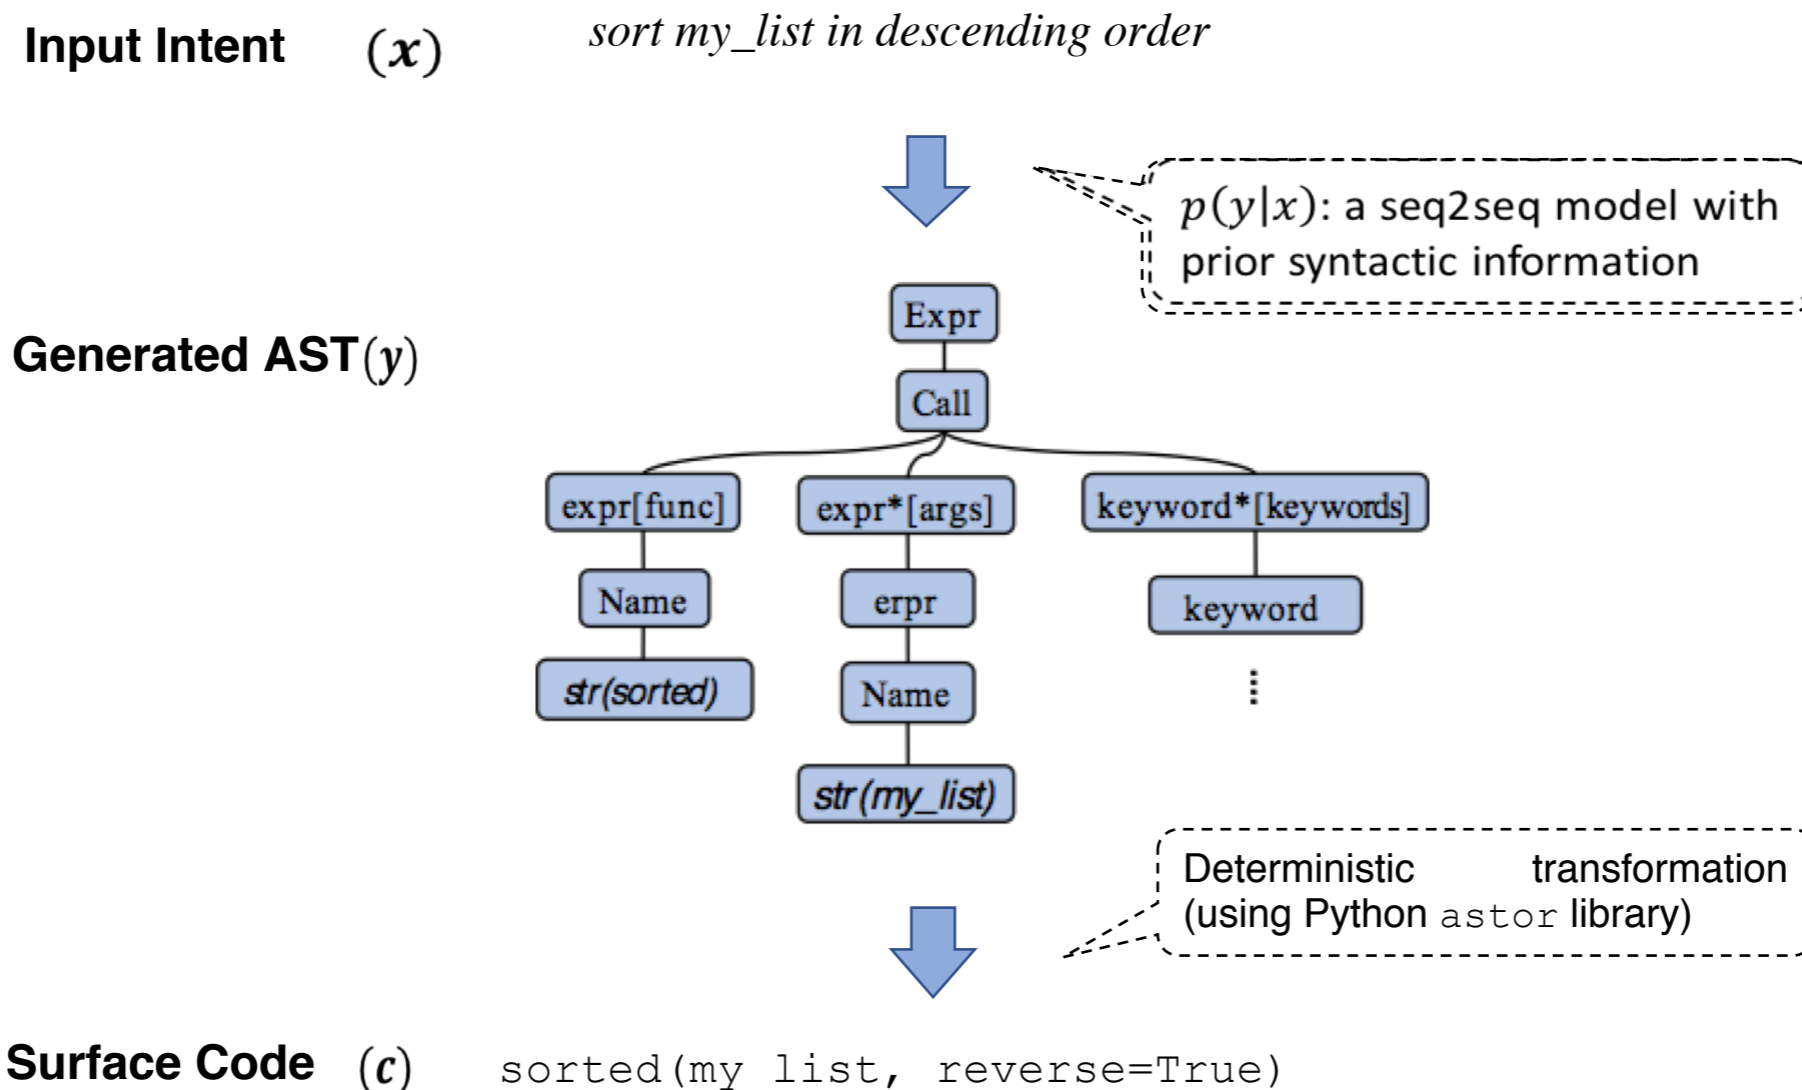 Input Intent (x) sort my_list in descending order
p(y|x): a seq2seq model with
prior syntactic information
Expr
Generated AST(y)
Call
expr[func] expr*[args] keyword*[keywords]
Name erpr keyword
str(sorted) Name
str(my_list)
Deterministic transformation
(using Python astor library)
Surface Code (c) sorted(my list, reverse=True)